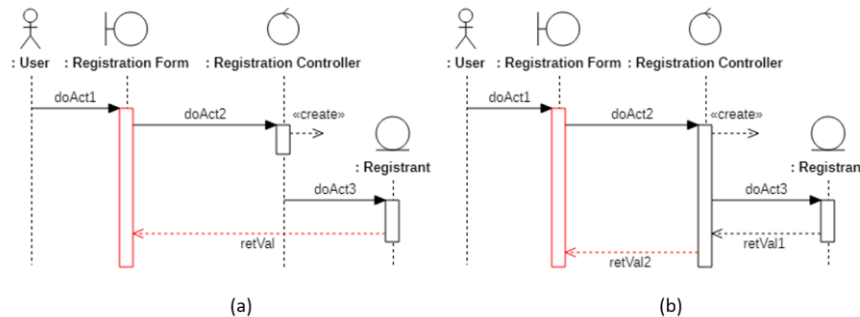 : User : Registration Form : Registration Controller
doAct1
«create»
doAct2
: Registrant
doAct3
retVal
(a)
: User : Registration Form : Registration Controller
doAct1
«create»
doAct2
: Registran
doAct3
retVal1
retVal2
(b)